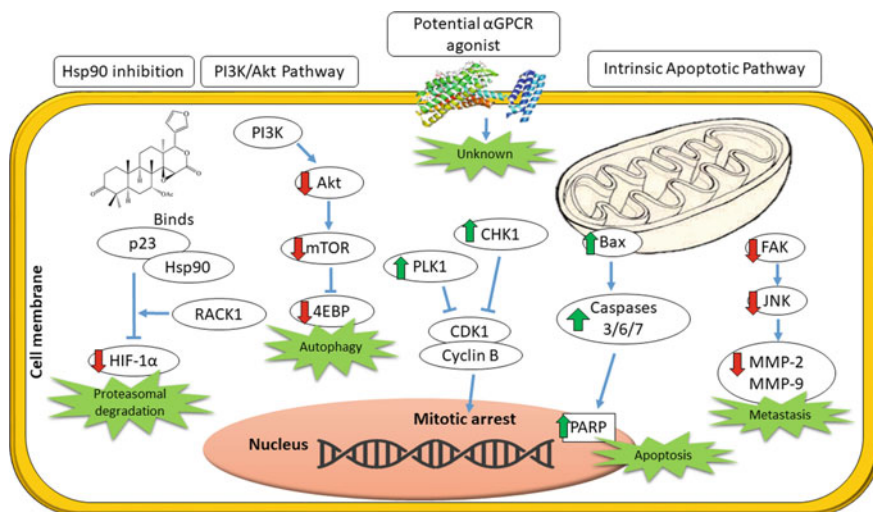 Potential αGPCR
agonist
Hsp90 inhibition
PI3K/Akt Pathway
Intrinsic Apoptotic Pathway
Cell membrane
O
O
O
O
OAc
O
Binds
p23
Hsp90
RACK1
HIF-1α
Proteasomal
degradation
PI3K
Akt
mTOR
4EBP
Autophagy
Unknown
CHK1
PLK1
CDK1
Cyclin B
Mitotic arrest
Nucleus
Bax
Caspases
3/6/7
PARP
Apoptosis
FAK
JNK
MMP-2
MMP-9
Metastasis